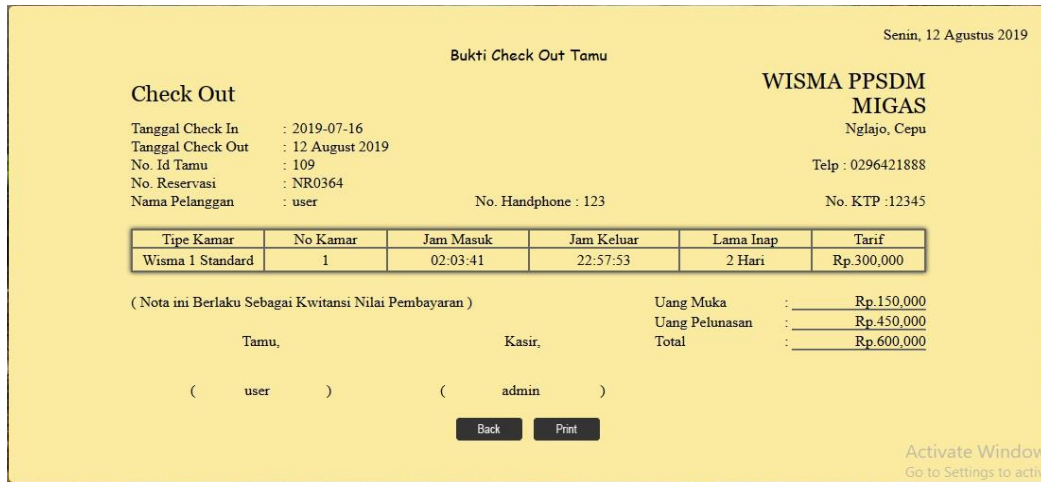 Senin, 12 Agustus 2019
Bukti Check Out Tamu
WISMA PPSDM
MIGAS
Check Out
Tanggal Check In : 2019-07-16 Nglajo, Cepu
Tanggal Check Out : 12 August 2019
No. Id Tamu : 109 Telp : 0296421888
No. Reservasi : NR0364
Nama Pelanggan : user No. Handphone : 123 No. KTP :12345
Tipe Kamar No Kamar Jam Masuk Jam Keluar Lama Inap Tarif
Wisma 1 Standard 1 02:03:41 22:57:53 2 Hari Rp.300,000
( Nota ini Berlaku Sebagai Kwitansi Nilai Pembayaran ) Uang Muka : Rp.150,000
Uang Pelunasan : Rp.450,000
Tamu, Kasir, Total : Rp.600,000
( user ) ( admin )
Back Print
Activate Window
Go to Settings to activ